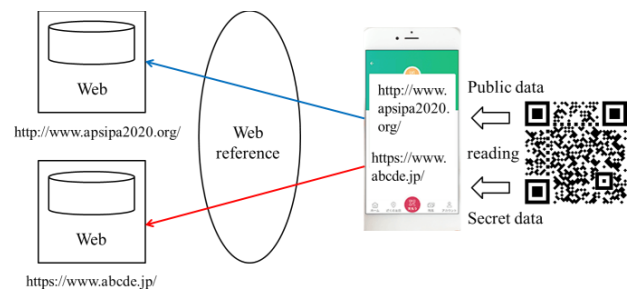 Web
http://www.apsipa2020.org/
Web
https://www.abcde.jp/
Web
reference
http://www.
apsipa2020.
org/
https://www.
abcde.jp/
Public data
reading
Secret data